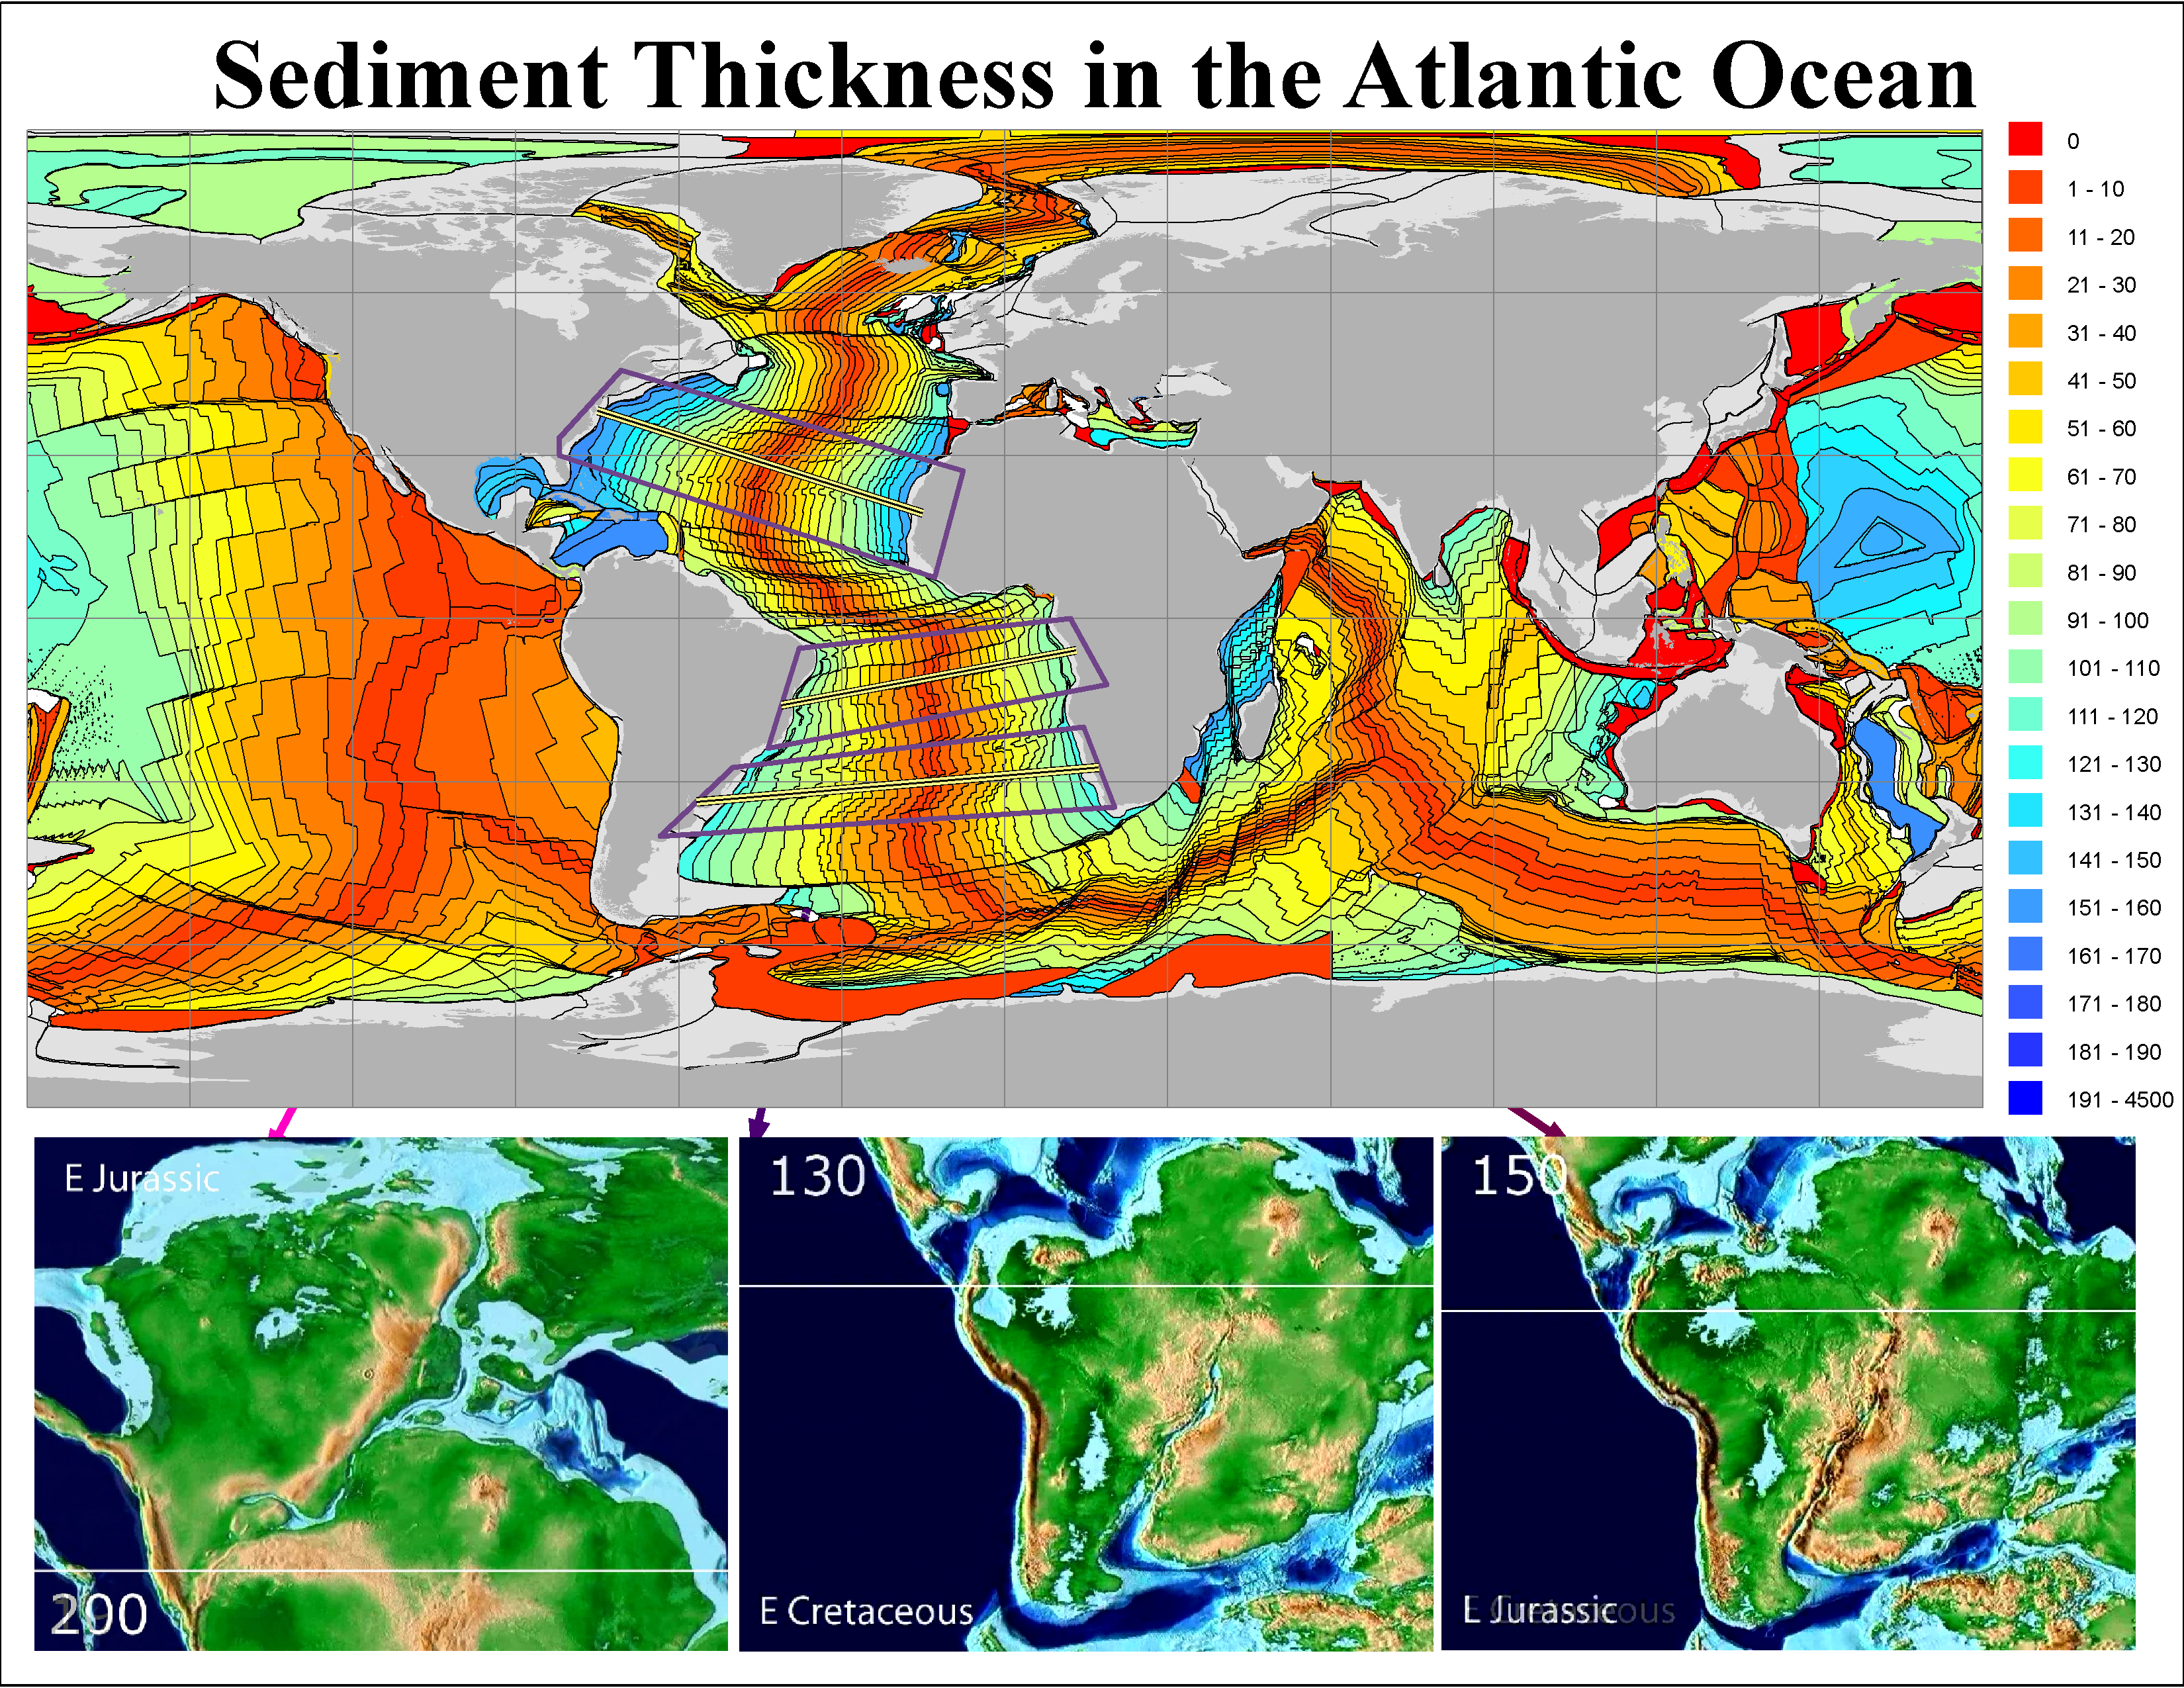 Sediment Thickness in the Atlantic Ocean
0
1 - 10
11 - 20
21 - 30
31 - 40
41 - 50
51 - 60
61 - 70
71 - 80
81 - 90
91 - 100
101 - 110
111 - 120
121 - 130
131 - 140
141 - 150
151 - 160
161 - 170
171 - 180
181 - 190
191 - 4500
E Jurassic
200
130
E Cretaceous
150
E Jurassic